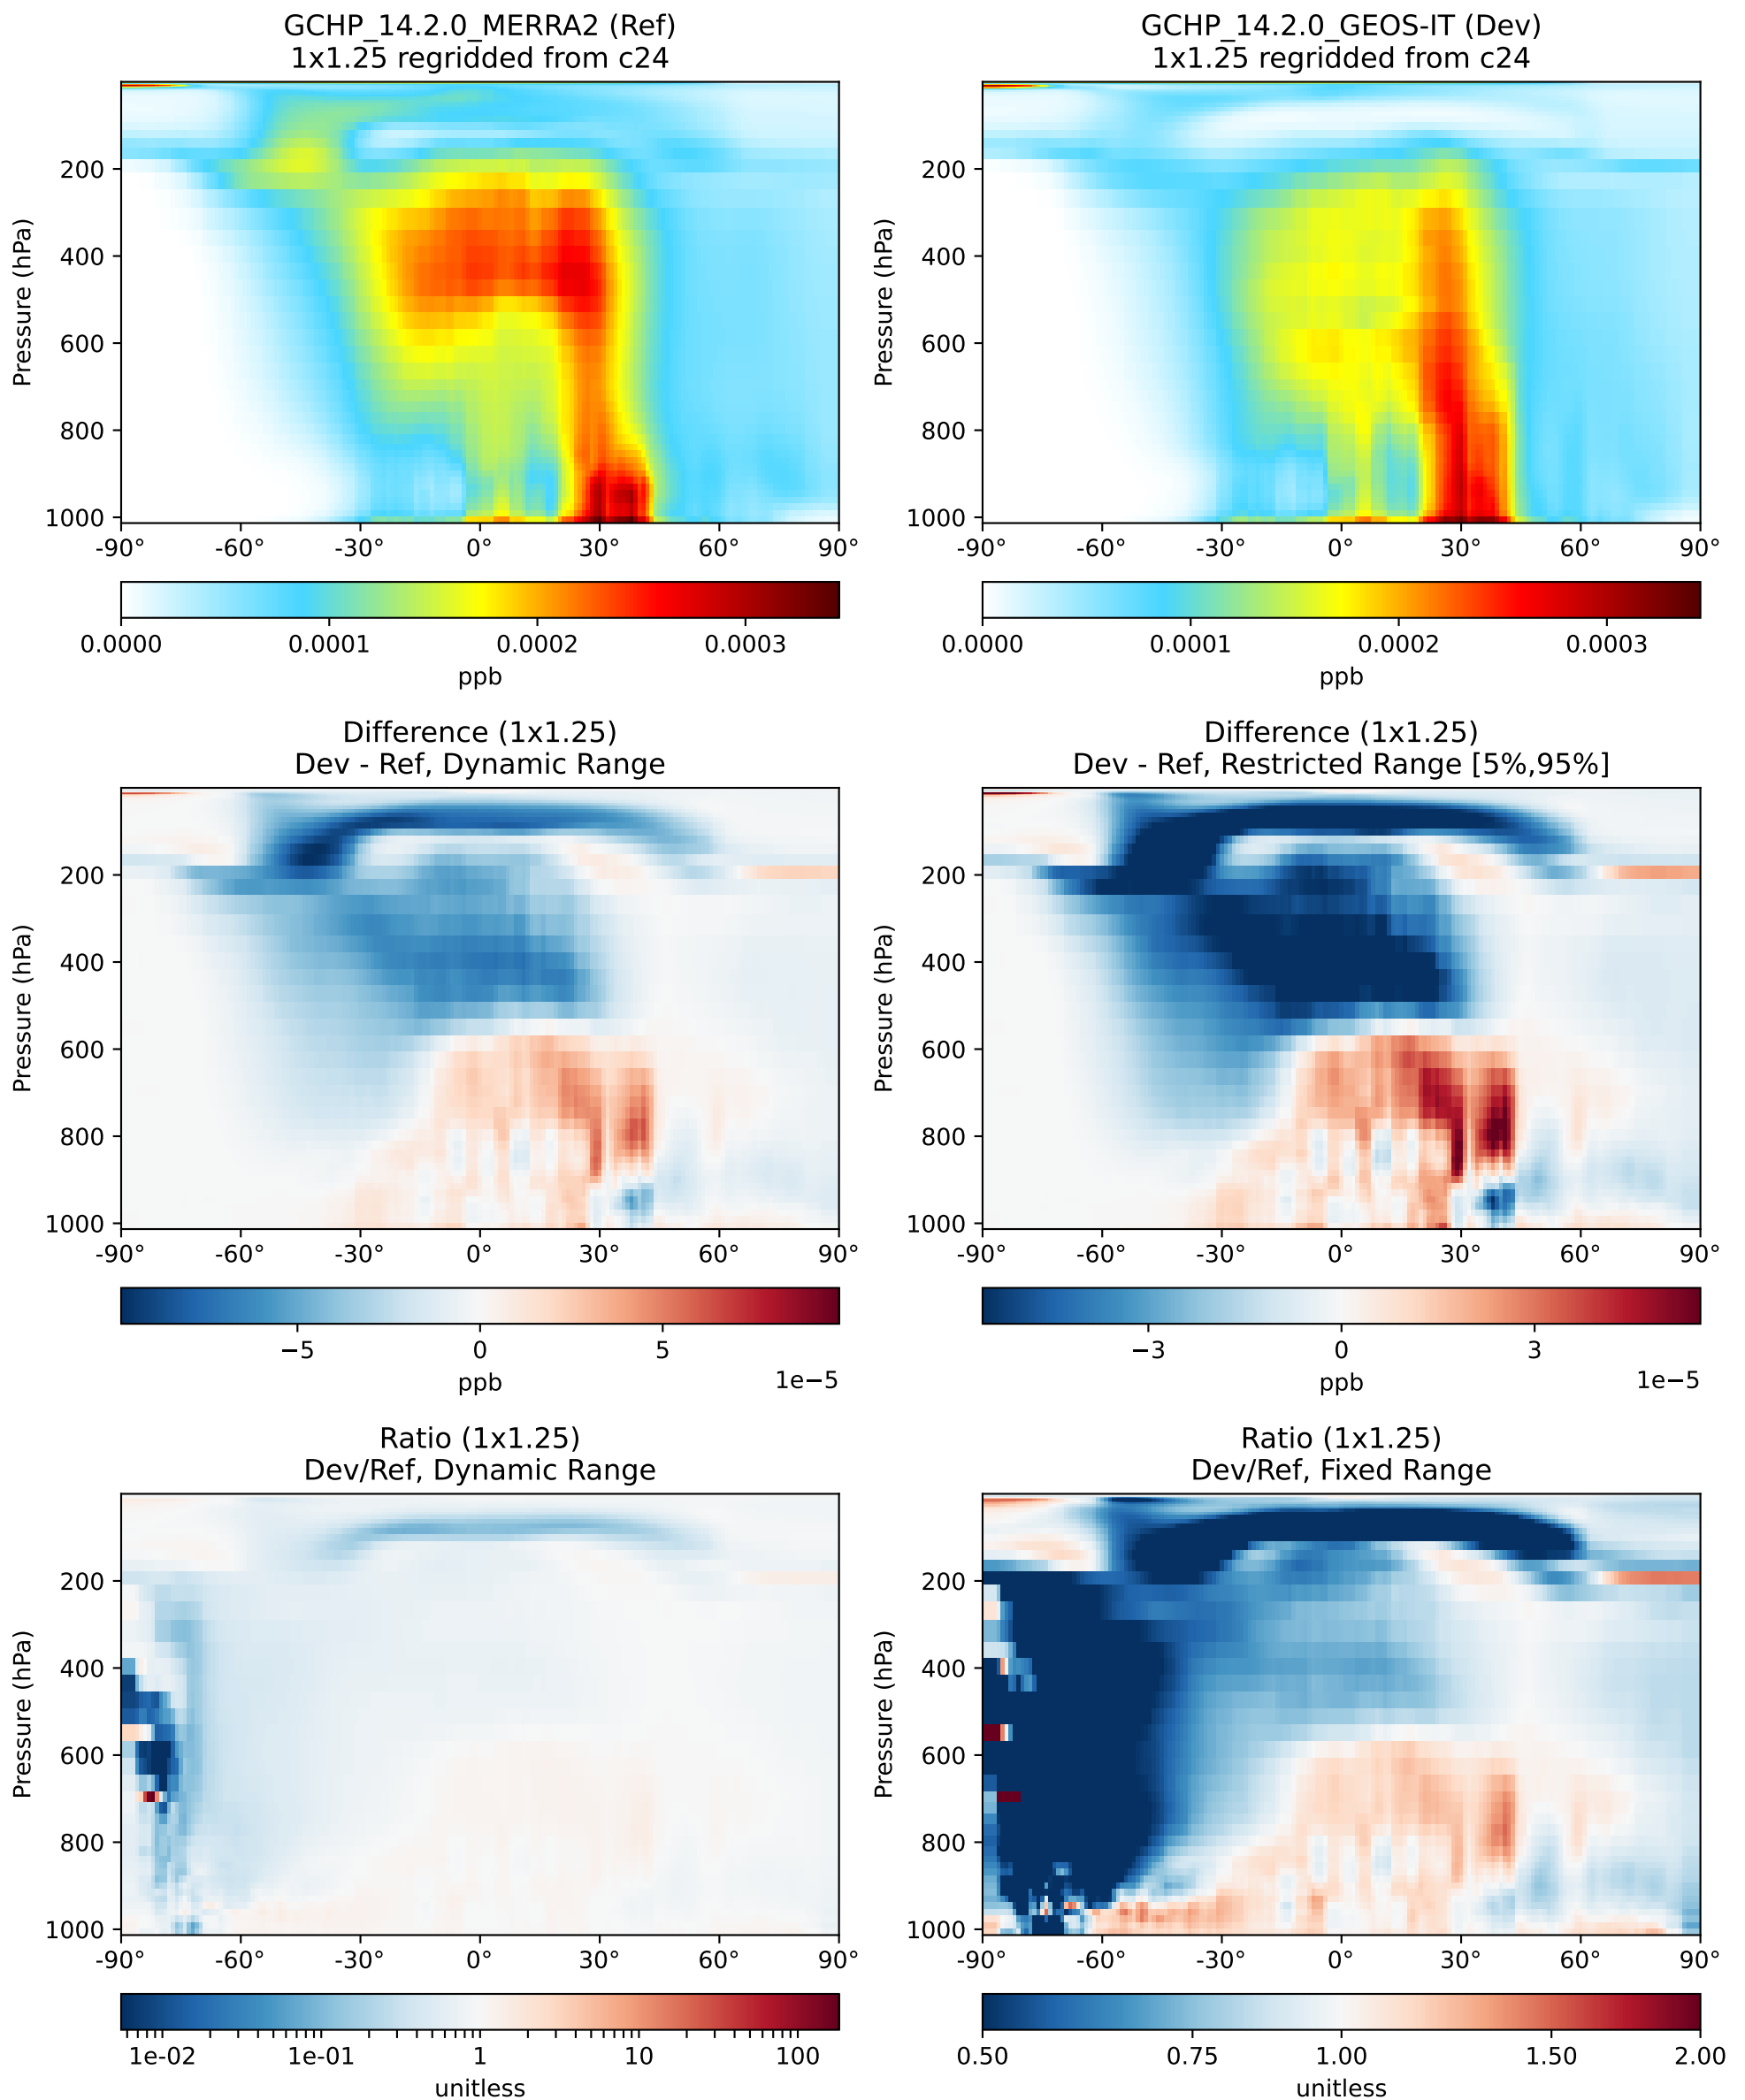 GCHP_14.2.0_MERRA2 (Ref)
1x1.25 regridded from c24
GCHP_14.2.0_GEOS-IT (Dev)
1x1.25 regridded from c24
Pressure (hPa)
200
400
600
800
1000
-90° -60° -30° 0° 30° 60° 90°
0.0000 0.0001 0.0002 0.0003
ppb
Pressure (hPa)
200
400
600
800
1000
-90° -60° -30° 0° 30° 60° 90°
0.0000 0.0001 0.0002 0.0003
ppb
Difference (1x1.25)
Dev - Ref, Dynamic Range
Difference (1x1.25)
Dev - Ref, Restricted Range [5%,95%]
Pressure (hPa)
200
400
600
800
1000
-90° -60° -30° 0° 30° 60° 90°
−5 0 5
ppb 1e−5
Pressure (hPa)
200
400
600
800
1000
-90° -60° -30° 0° 30° 60° 90°
−3 0 3
ppb 1e−5
Ratio (1x1.25)
Dev/Ref, Dynamic Range
Ratio (1x1.25)
Dev/Ref, Fixed Range
Pressure (hPa)
200
400
600
800
1000
-90° -60° -30° 0° 30° 60° 90°
1e-02 1e-01 1 10 100
unitless
Pressure (hPa)
200
400
600
800
1000
-90° -60° -30° 0° 30° 60° 90°
0.50 0.75 1.00 1.50 2.00
unitless